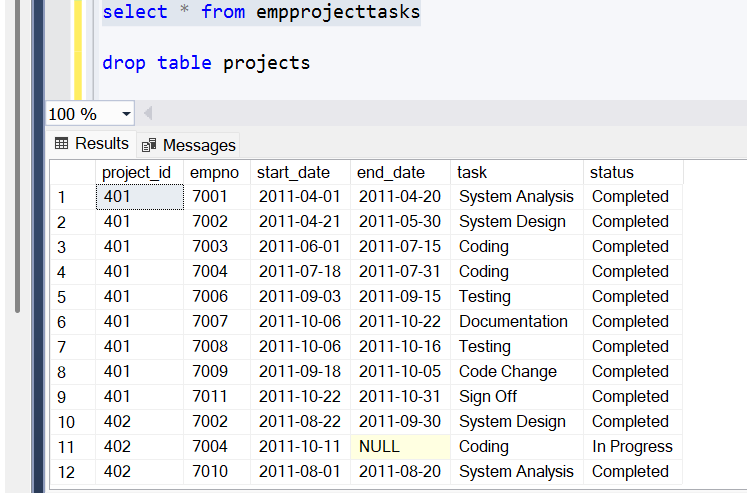 select * from empprojecttasks
drop table projects
100 %
Results Messages
project_id empno start_date end_date task status
1 401 7001 2011-04-01 2011-04-20 System Analysis Completed
2 401 7002 2011-04-21 2011-05-30 System Design Completed
3 401 7003 2011-06-01 2011-07-15 Coding Completed
4 401 7004 2011-07-18 2011-07-31 Coding Completed
5 401 7006 2011-09-03 2011-09-15 Testing Completed
6 401 7007 2011-10-06 2011-10-22 Documentation Completed
7 401 7008 2011-10-06 2011-10-16 Testing Completed
8 401 7009 2011-09-18 2011-10-05 Code Change Completed
9 401 7011 2011-10-22 2011-10-31 Sign Off Completed
10 402 7002 2011-08-22 2011-09-30 System Design Completed
11 402 7004 2011-10-11 NULL Coding In Progress
12 402 7010 2011-08-01 2011-08-20 System Analysis Completed